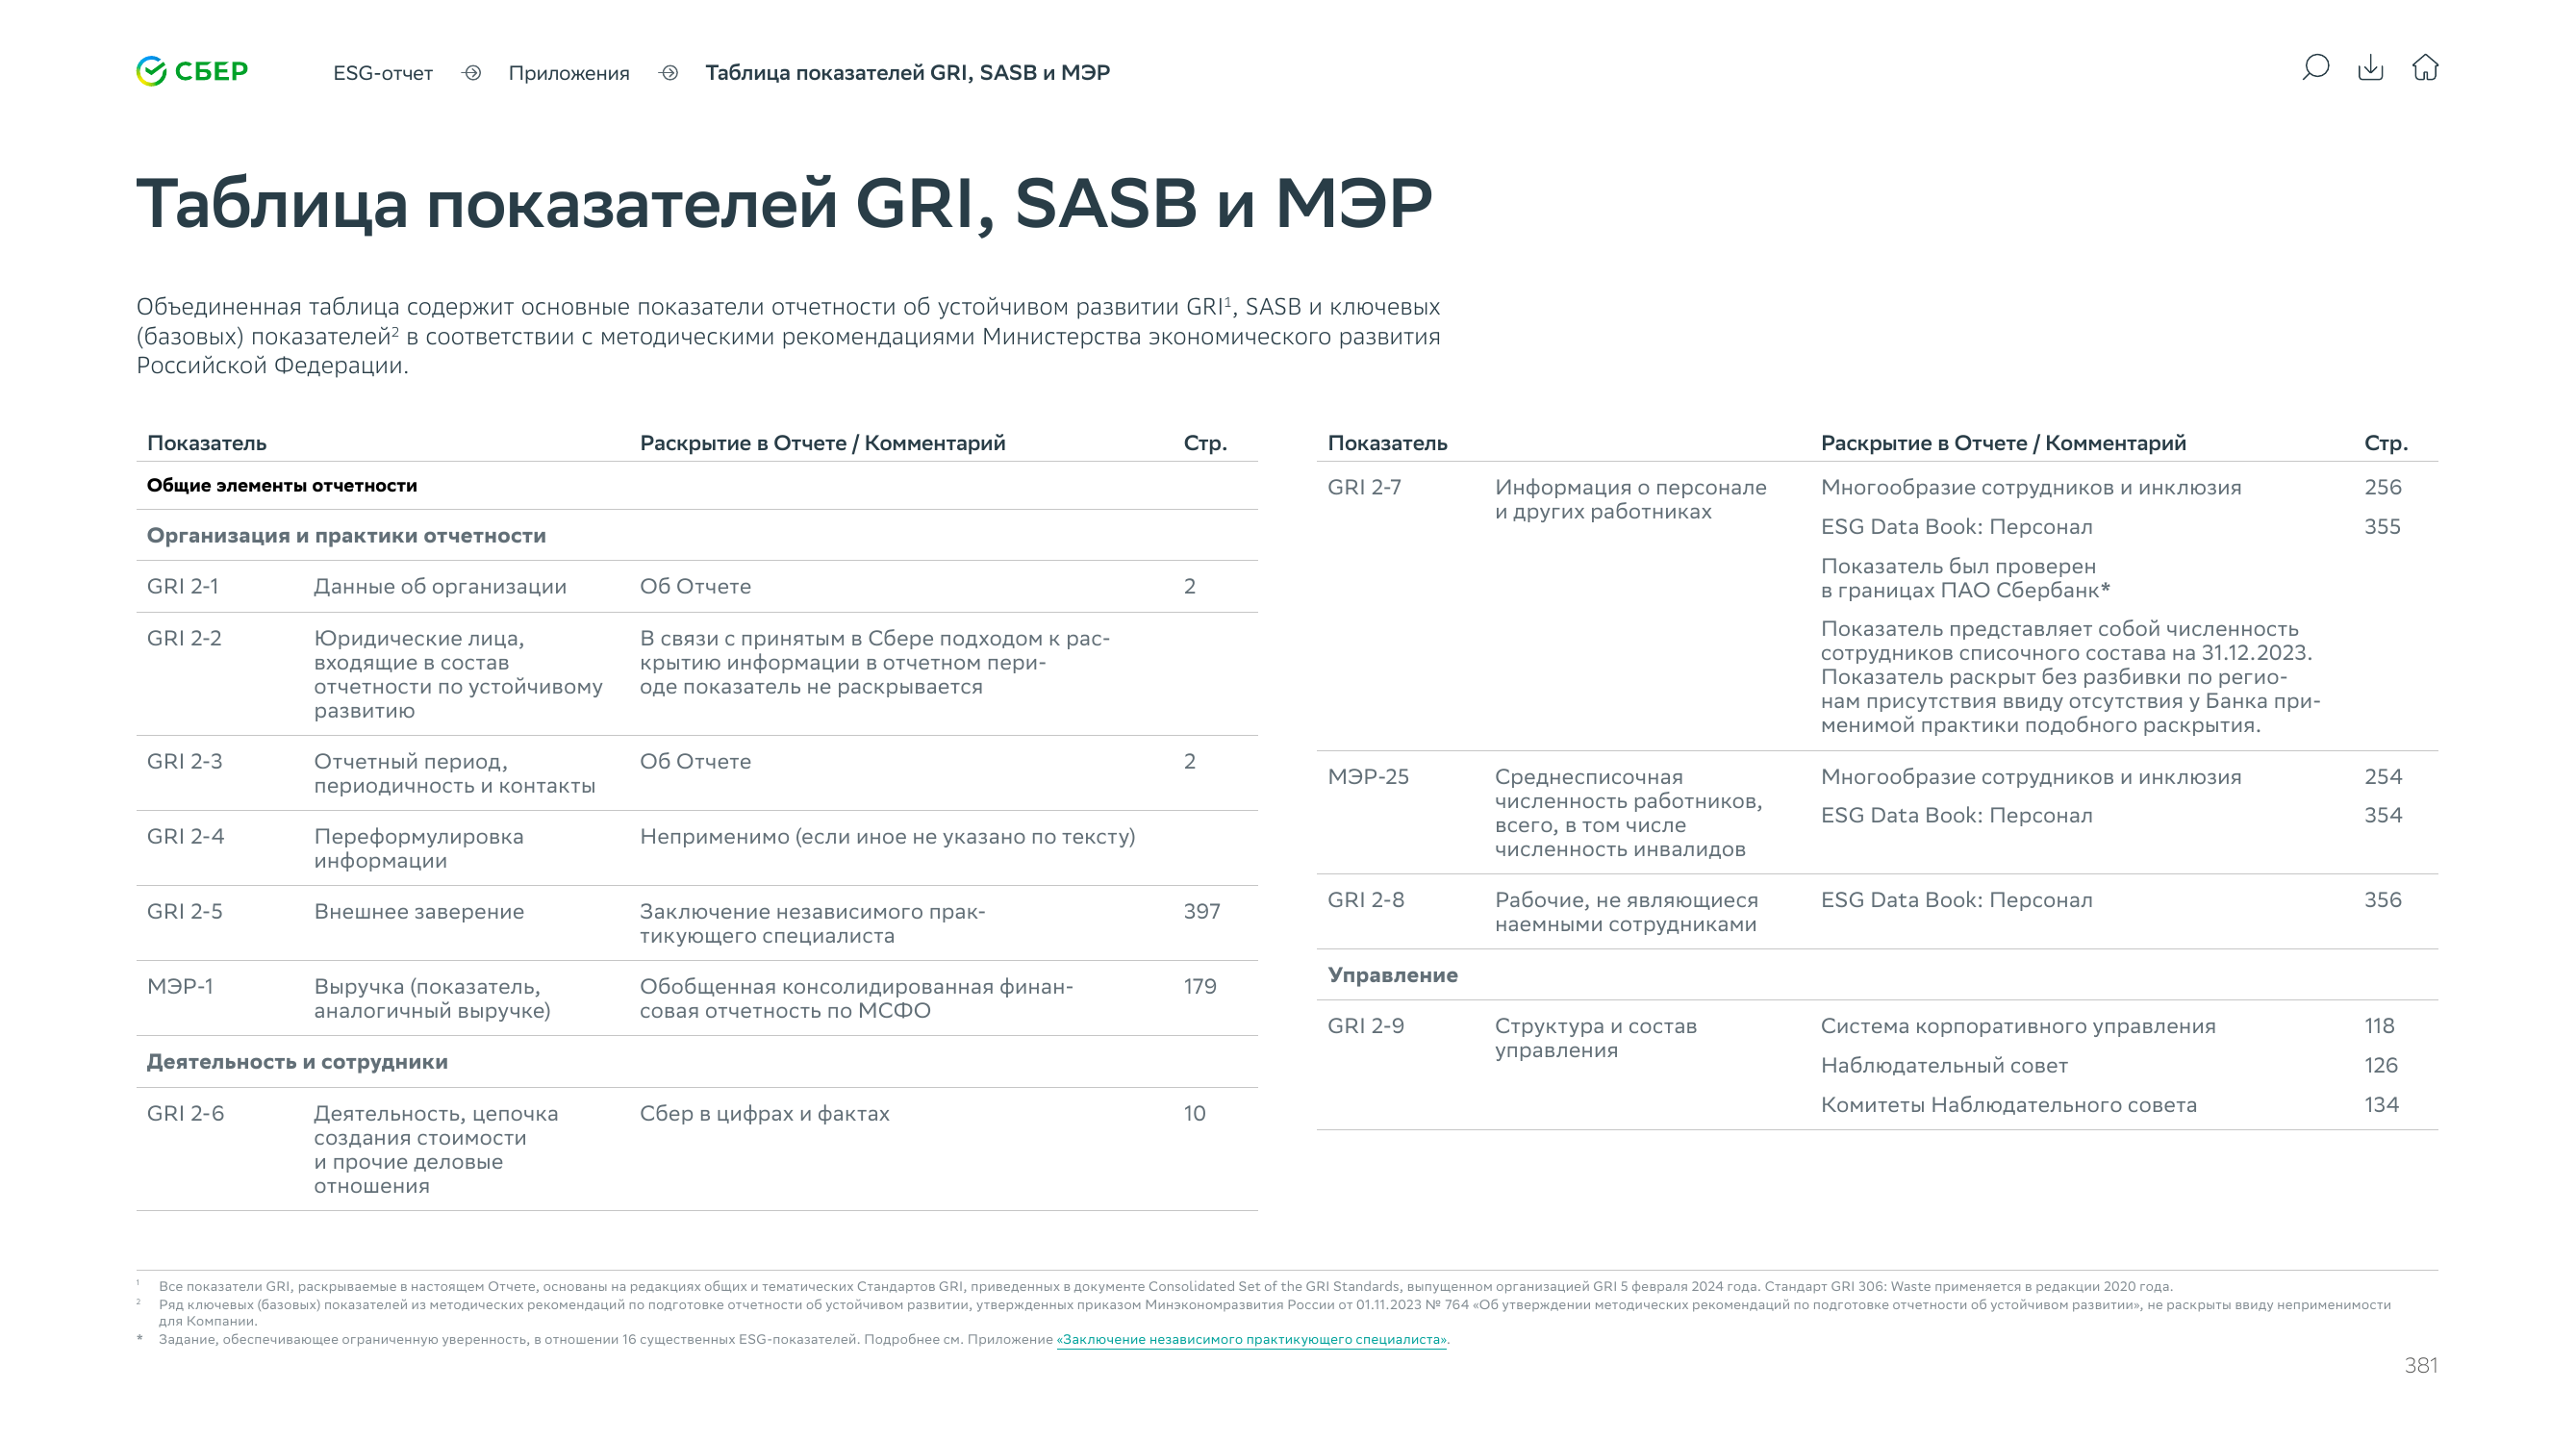 СБЕР
ESG-отчет
Приложения
Таблица показателей GRI, SASB и МЭР
Таблица показателей GRI, SASB и МЭР
Объединенная таблица содержит основные показатели отчетности об устойчивом развитии GRI¹, SASB и ключевых
(базовых) показателей² в соответствии с методическими рекомендациями Министерства экономического развития
Российской Федерации.
Показатель Раскрытие в Отчете / Комментарий Стр.
Общие элементы отчетности
Организация и практики отчетности
GRI 2-1 Данные об организации Об Отчете 2
GRI 2-2 Юридические лица, В связи с принятым в Сбере подходом к рас-
входящие в состав крытию информации в отчетном пери-
отчетности по устойчивому оде показатель не раскрывается
развитию
GRI 2-3 Отчетный период, Об Отчете 2
периодичность и контакты
GRI 2-4 Переформулировка Неприменимо (если иное не указано по тексту)
информации
GRI 2-5 Внешнее заверение Заключение независимого прак- 397
тикующего специалиста
МЭР-1 Выручка (показатель, Обобщенная консолидированная финан- 179
аналогичный выручке) совая отчетность по МСФО
Деятельность и сотрудники
GRI 2-6 Деятельность, цепочка Сбер в цифрах и фактах 10
создания стоимости
и прочие деловые
отношения
Показатель Раскрытие в Отчете / Комментарий Стр.
GRI 2-7 Информация о персонале Многообразие сотрудников и инклюзия 256
и других работниках
ESG Data Book: Персонал 355
Показатель был проверен
в границах ПАО Сбербанк*
Показатель представляет собой численность
сотрудников списочного состава на 31.12.2023.
Показатель раскрыт без разбивки по регио-
нам присутствия ввиду отсутствия у Банка при-
менимой практики подобного раскрытия.
МЭР-25 Среднесписочная Многообразие сотрудников и инклюзия 254
численность работников,
всего, в том числе ESG Data Book: Персонал 354
численность инвалидов
GRI 2-8 Рабочие, не являющиеся ESG Data Book: Персонал 356
наемными сотрудниками
Управление
GRI 2-9 Структура и состав Система корпоративного управления 118
управления
Наблюдательный совет 126
Комитеты Наблюдательного совета 134
1 Все показатели GRI, раскрываемые в настоящем Отчете, основаны на редакциях общих и тематических Стандартов GRI, приведенных в документе Consolidated Set of the GRI Standards, выпущенном организацией GRI 5 февраля 2024 года. Стандарт GRI 306: Waste применяется в редакции 2020 года.
2 Ряд ключевых (базовых) показателей из методических рекомендаций по подготовке отчетности об устойчивом развитии, утвержденных приказом Минэкономразвития России от 01.11.2023 № 764 «Об утверждении методических рекомендаций по подготовке отчетности об устойчивом развитии», не раскрыты ввиду неприменимости
для Компании.
* Задание, обеспечивающее ограниченную уверенность, в отношении 16 существенных ESG-показателей. Подробнее см. Приложение «Заключение независимого практикующего специалиста».
381